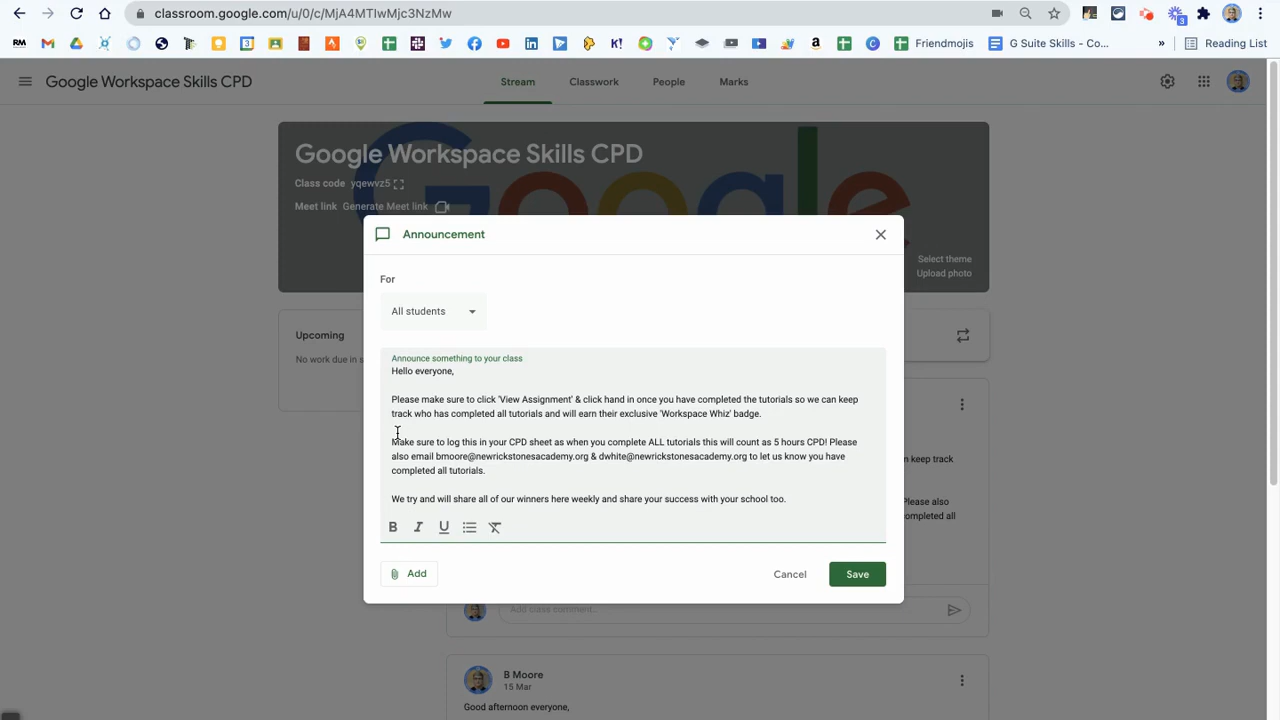 classroom.google.com/u/0/c/MjA4MTIwMjc3NzMw
Friendmojis
G Suite Skills - Co...
»
Reading List
Google Workspace Skills CPD
Stream
Classwork
People
Marks
Google Workspace Skills CPD
Class code yqewvz5
Meet link Generate Meet link
Select theme
Upload photo
Announcement
For
All students
Upcoming
No work due in s
Announce something to your class
Hello everyone,
Please make sure to click 'View Assignment' & click hand in once you have completed the tutorials so we can keep
track who has completed all tutorials and will earn their exclusive 'Workspace Whiz' badge.
Make sure to log this in your CPD sheet as when you complete ALL tutorials this will count as 5 hours CPD! Please
also email bmoore@newrickstonesacademy.org & dwhite@newrickstonesacademy.org to let us know you have
completed all tutorials.
We try and will share all of our winners here weekly and share your success with your school too.
B I U
Add
Cancel
Save
can keep track
Please also
completed all
Add class comment...
B Moore
15 Mar
Good afternoon everyone,